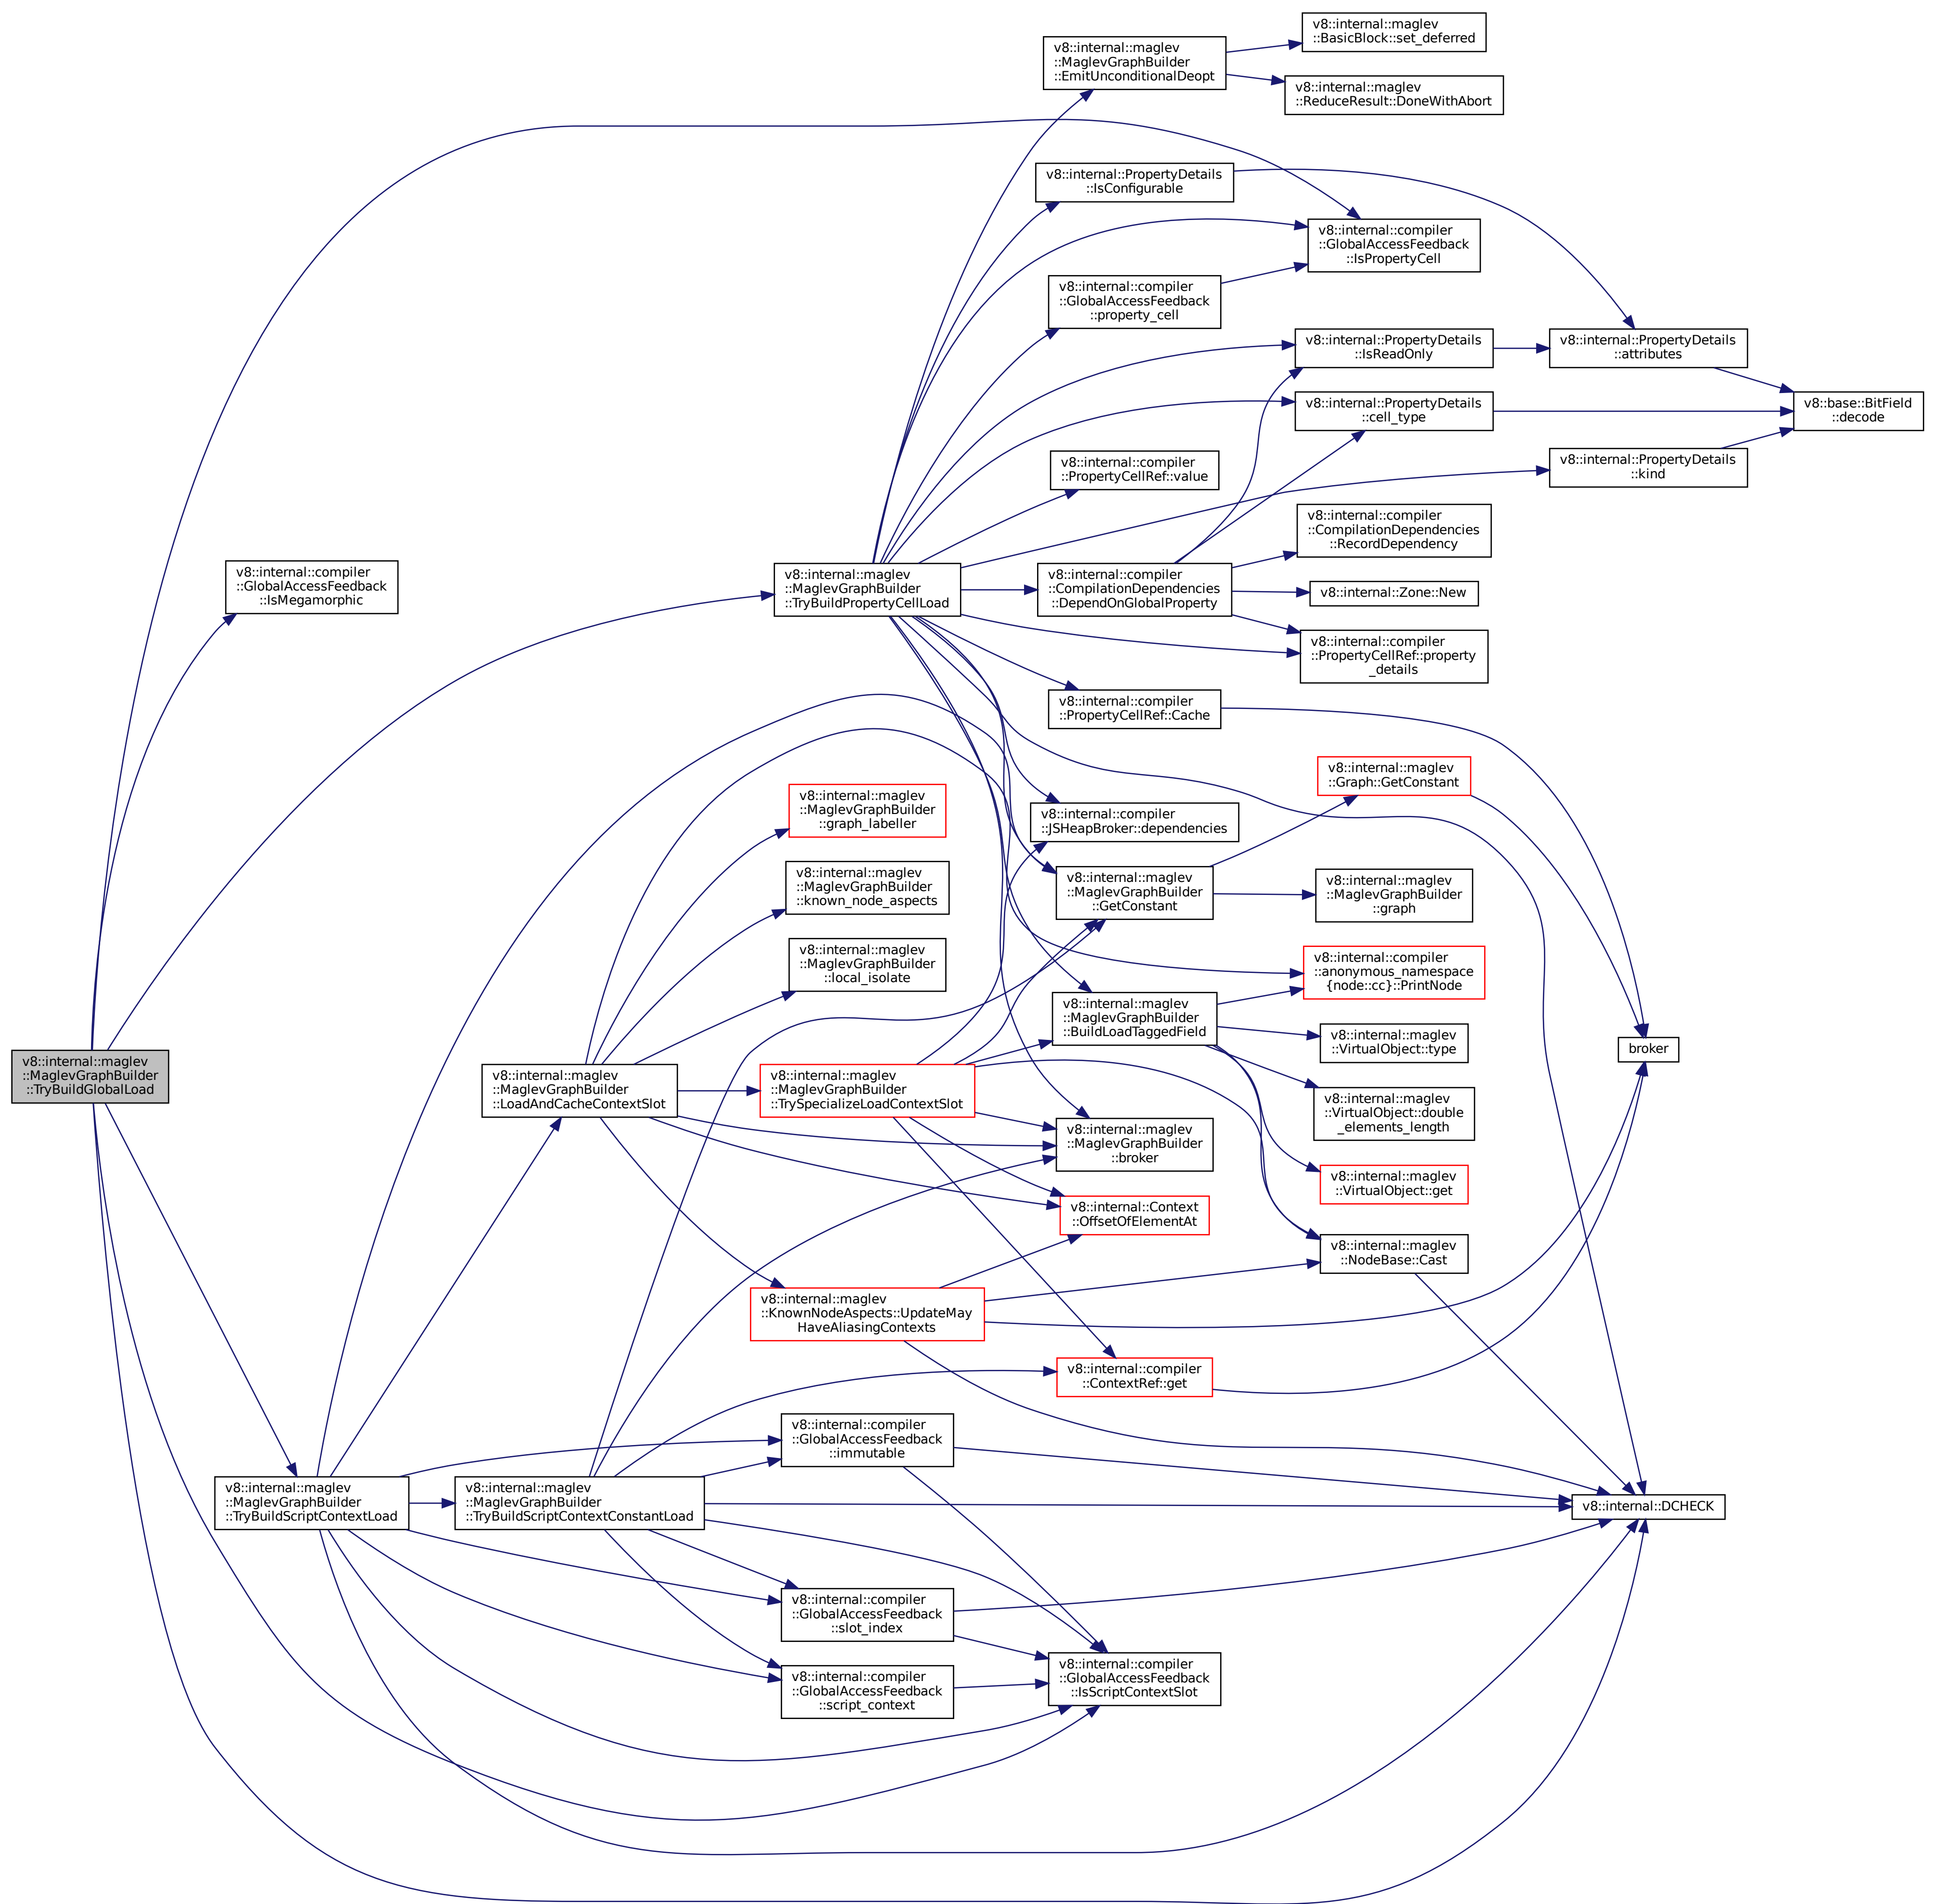 v8::internal::maglev
::BasicBlock::set_deferred
v8::internal::maglev
::MaglevGraphBuilder
::EmitUnconditionalDeopt
v8::internal::maglev
::ReduceResult::DoneWithAbort
v8::internal::PropertyDetails
::IsConfigurable
v8::internal::compiler
::GlobalAccessFeedback
::IsPropertyCell
v8::internal::compiler
::GlobalAccessFeedback
::property_cell
v8::internal::PropertyDetails
::IsReadOnly
v8::internal::PropertyDetails
::attributes
v8::internal::PropertyDetails
::cell_type
v8::base::BitField
::decode
v8::internal::compiler
::PropertyCellRef::value
v8::internal::PropertyDetails
::kind
v8::internal::compiler
::CompilationDependencies
::RecordDependency
v8::internal::compiler
::GlobalAccessFeedback
::IsMegamorphic
v8::internal::maglev
::MaglevGraphBuilder
::TryBuildPropertyCellLoad
v8::internal::compiler
::CompilationDependencies
::DependOnGlobalProperty
v8::internal::Zone::New
v8::internal::compiler
::PropertyCellRef::property
_details
v8::internal::compiler
::PropertyCellRef::Cache
v8::internal::maglev
::Graph::GetConstant
v8::internal::maglev
::MaglevGraphBuilder
::graph_labeller
v8::internal::compiler
::JSHeapBroker::dependencies
v8::internal::maglev
::MaglevGraphBuilder
::known_node_aspects
v8::internal::maglev
::MaglevGraphBuilder
::GetConstant
v8::internal::maglev
::MaglevGraphBuilder
::graph
v8::internal::maglev
::MaglevGraphBuilder
::local_isolate
v8::internal::compiler
::anonymous_namespace
{node::cc}::PrintNode
v8::internal::maglev
::MaglevGraphBuilder
::BuildLoadTaggedField
v8::internal::maglev
::VirtualObject::type
broker
v8::internal::maglev
::MaglevGraphBuilder
::TryBuildGlobalLoad
v8::internal::maglev
::MaglevGraphBuilder
::LoadAndCacheContextSlot
v8::internal::maglev
::MaglevGraphBuilder
::TrySpecializeLoadContextSlot
v8::internal::maglev
::VirtualObject::double
_elements_length
v8::internal::maglev
::MaglevGraphBuilder
::broker
v8::internal::maglev
::VirtualObject::get
v8::internal::Context
::OffsetOfElementAt
v8::internal::maglev
::NodeBase::Cast
v8::internal::maglev
::KnownNodeAspects::UpdateMay
HaveAliasingContexts
v8::internal::compiler
::ContextRef::get
v8::internal::compiler
::GlobalAccessFeedback
::immutable
v8::internal::maglev
::MaglevGraphBuilder
::TryBuildScriptContextLoad
v8::internal::maglev
::MaglevGraphBuilder
::TryBuildScriptContextConstantLoad
v8::internal::DCHECK
v8::internal::compiler
::GlobalAccessFeedback
::slot_index
v8::internal::compiler
::GlobalAccessFeedback
::script_context
v8::internal::compiler
::GlobalAccessFeedback
::IsScriptContextSlot